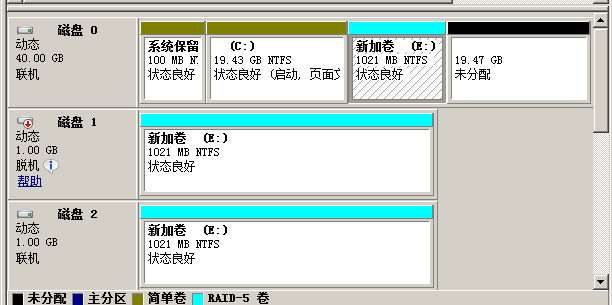 磁盘 0
动态
40.00 GB
联机
系统保留
100 MB N
状态良好
(C:)
19.43 GB NTFS
状态良好 (启动, 页面文
新加卷 (E:)
1021 MB NTFS
状态良好
19.47 GB
未分配
磁盘 1
动态
1.00 GB
脱机
帮助
新加卷 (E:)
1021 MB NTFS
状态良好
磁盘 2
动态
1.00 GB
联机
新加卷 (E:)
1021 MB NTFS
状态良好
未分配 主分区 简单卷 RAID-5 卷